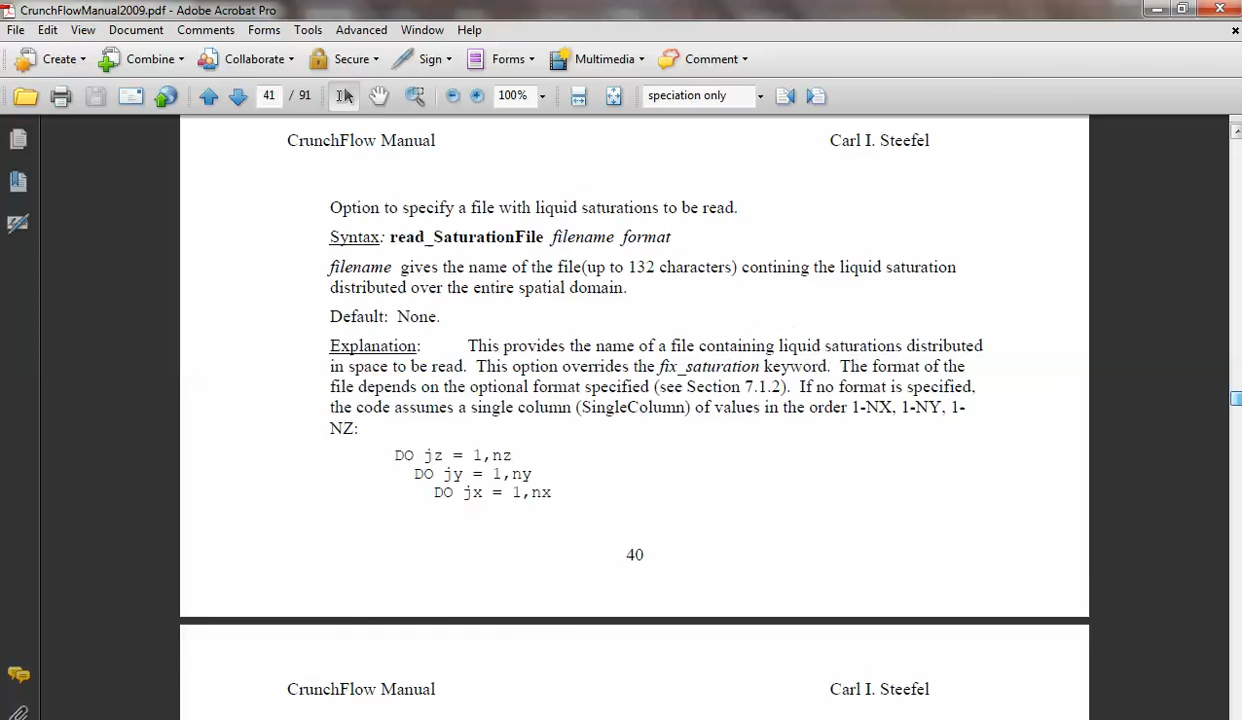 CrunchFlowManual2009.pdf - Adobe Acrobat Pro
File Edit View Document Comments Forms Tools Advanced Window Help
Create Combine Collaborate Secure Sign Forms Multimedia Comment
41 / 91 100% speciation only
CrunchFlow Manual Carl I. Steefel
Option to specify a file with liquid saturations to be read.
Syntax: read_SaturationFile filename format
filename gives the name of the file(up to 132 characters) contining the liquid saturation
distributed over the entire spatial domain.
Default: None.
Explanation: This provides the name of a file containing liquid saturations distributed
in space to be read. This option overrides the fix_saturation keyword. The format of the
file depends on the optional format specified (see Section 7.1.2). If no format is specified,
the code assumes a single column (SingleColumn) of values in the order 1-NX, 1-NY, 1-
NZ:
DO jz = 1,nz
DO jy = 1,ny
DO jx = 1,nx
40
CrunchFlow Manual Carl I. Steefel